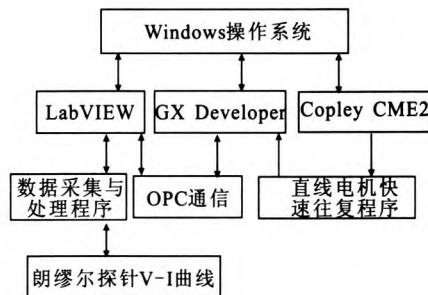 Windows操作系统
LabVIEW
GX Developer
Copley CME2
数据采集与
处理程序
OPC通信
直线电机快
速往复程序
朗缪尔探针V-I曲线